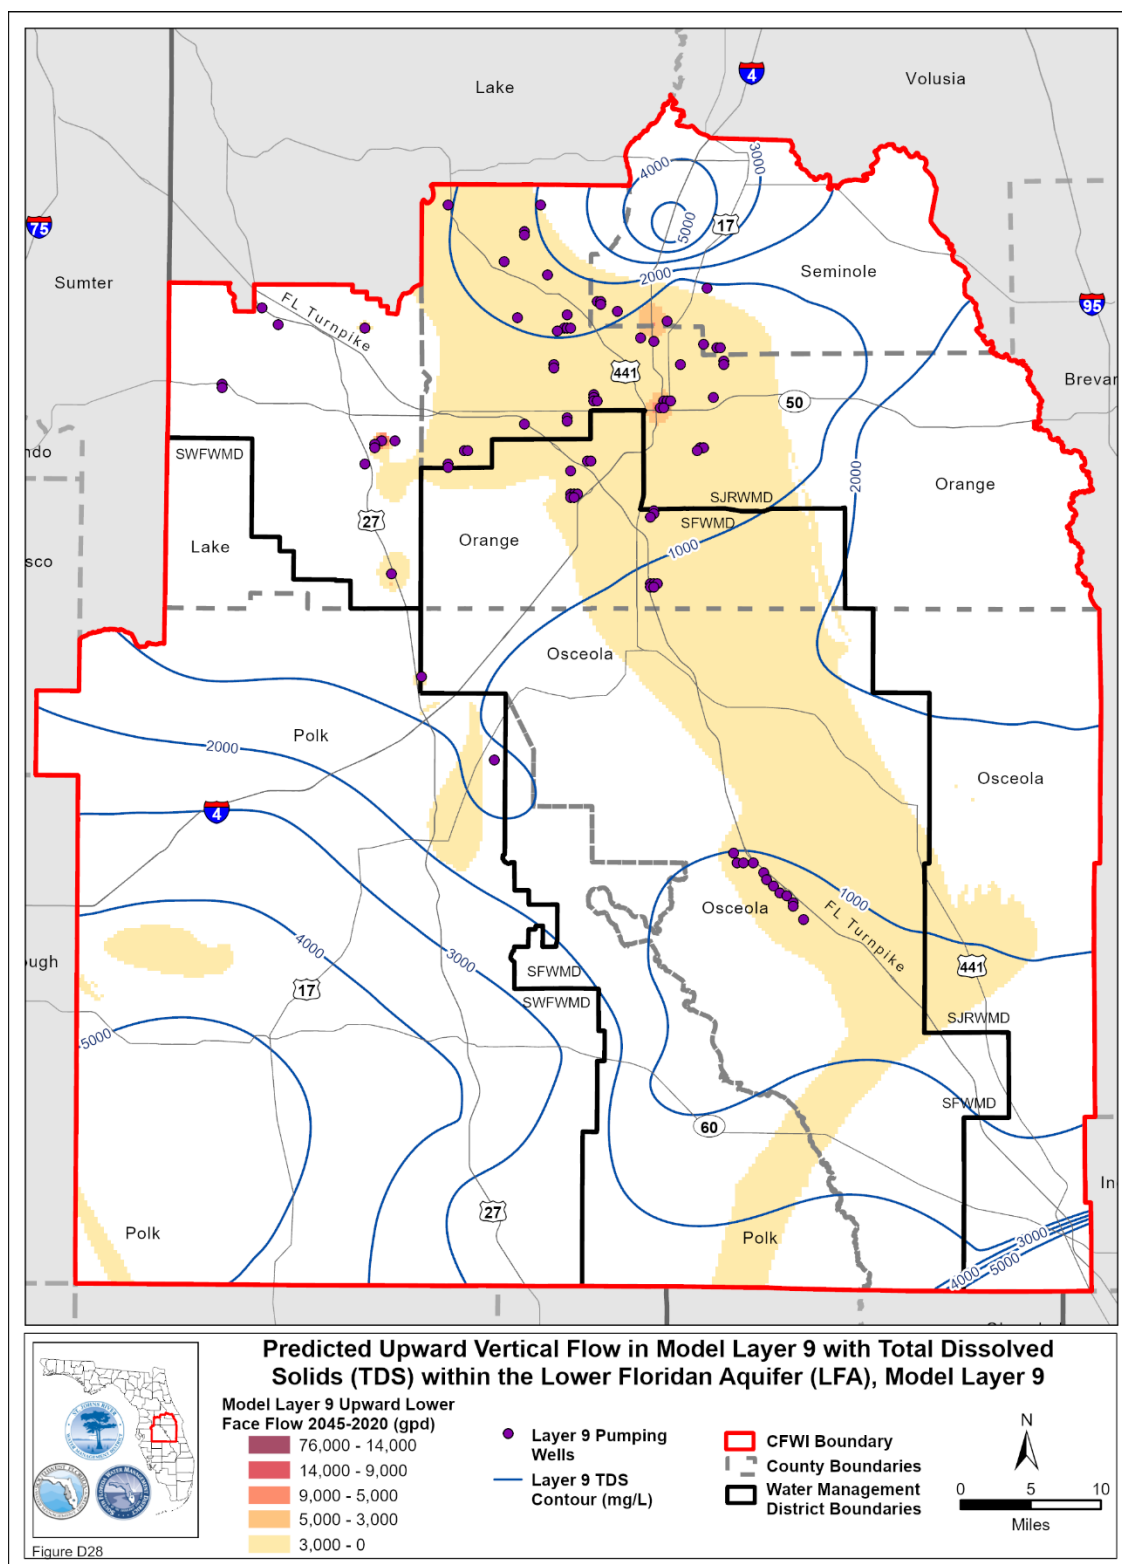 Lake
Volusia
4
3000
4000
75
5000
17
Sumter
2000
Seminole
FL Turnpike
95
441
Brevar
50
ndo
SWFWMD
2000
SJRWMD
Orange
27
SFWMD
Lake
Orange
1000
sco
Osceola
Polk
2000
Osceola
4
1000
Osceola
FL Turnpike
4000
3000
ough
17
SFWMD
441
SWFWMD
SJRWMD
5000
SFWMD
60
In
27
Polk
Polk
3000
4000
5000
Predicted Upward Vertical Flow in Model Layer 9 with Total Dissolved
Solids (TDS) within the Lower Floridan Aquifer (LFA), Model Layer 9
Model Layer 9 Upward Lower
Face Flow 2045-2020 (gpd)
76,000 - 14,000
14,000 - 9,000
9,000 - 5,000
5,000 - 3,000
3,000 - 0
Layer 9 Pumping
Wells
Layer 9 TDS
Contour (mg/L)
CFWI Boundary
County Boundaries
Water Management
District Boundaries
N
0 5 10
Miles
Figure D28